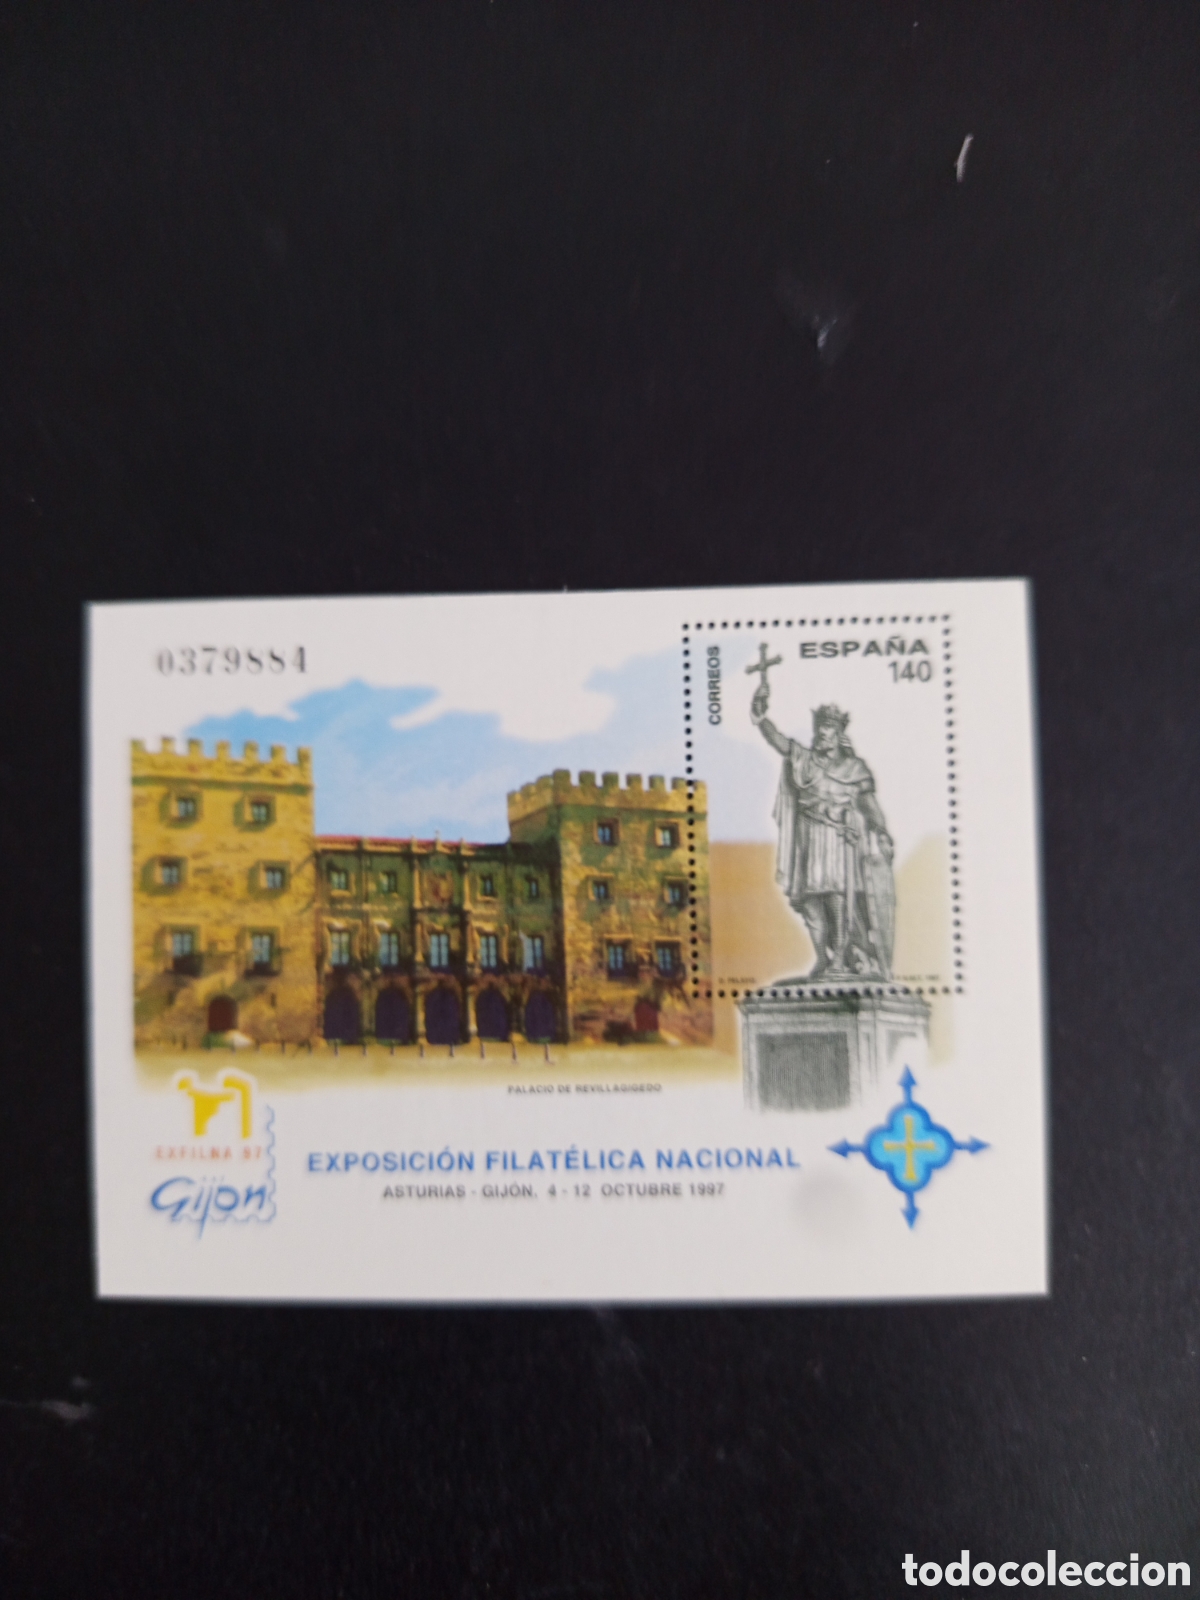 0379884
CORREOS
ESPAÑA
140
PALACIO DE REVILLAGIGEDO
EXFILNA 97
Gijón
EXPOSICIÓN FILATÉLICA NACIONAL
ASTURIAS - GIJÓN, 4 - 12 OCTUBRE 1997
todocoleccion